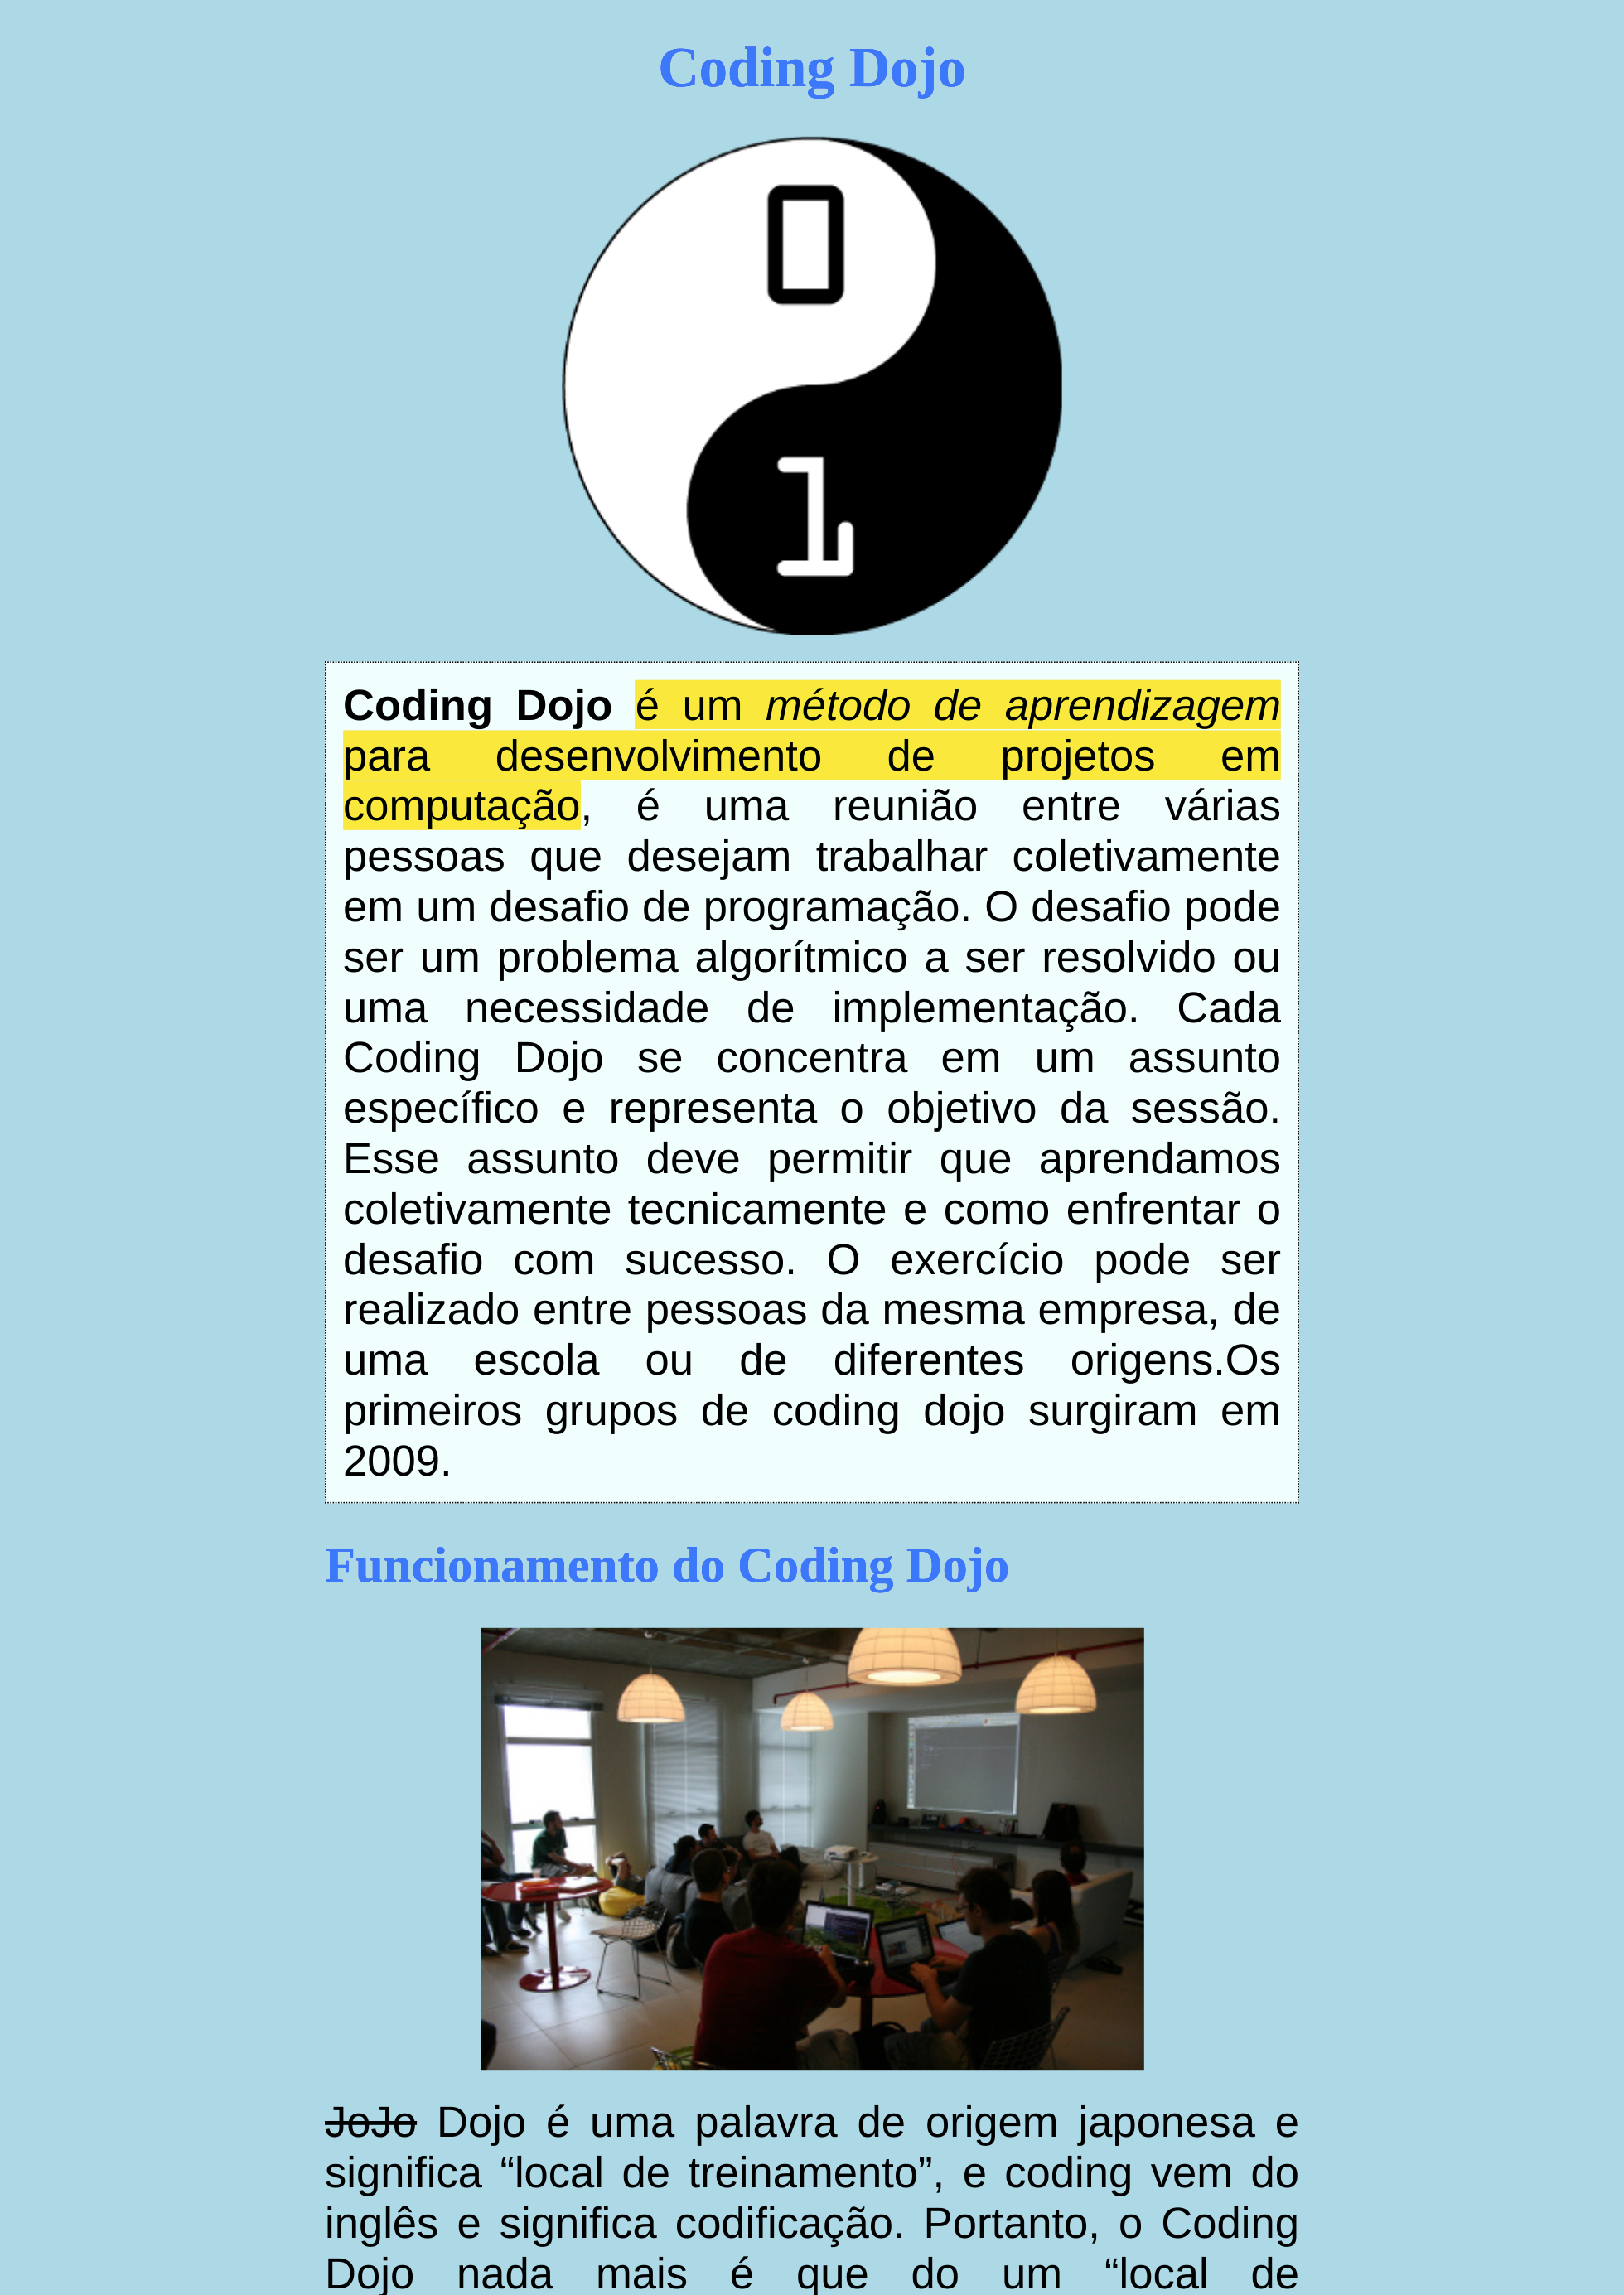 Coding Dojo
0
1
Coding Dojo é um método de aprendizagem
para desenvolvimento de projetos em
computação, é uma reunião entre várias
pessoas que desejam trabalhar coletivamente
em um desafio de programação. O desafio pode
ser um problema algorítmico a ser resolvido ou
uma necessidade de implementação. Cada
Coding Dojo se concentra em um assunto
específico e representa o objetivo da sessão.
Esse assunto deve permitir que aprendamos
coletivamente tecnicamente e como enfrentar o
desafio com sucesso. O exercício pode ser
realizado entre pessoas da mesma empresa, de
uma escola ou de diferentes origens.Os
primeiros grupos de coding dojo surgiram em
2009.
Funcionamento do Coding Dojo
JoJo Dojo é uma palavra de origem japonesa e
significa “local de treinamento”, e coding vem do
inglês e significa codificação. Portanto, o Coding
Dojo nada mais é que do um “local de